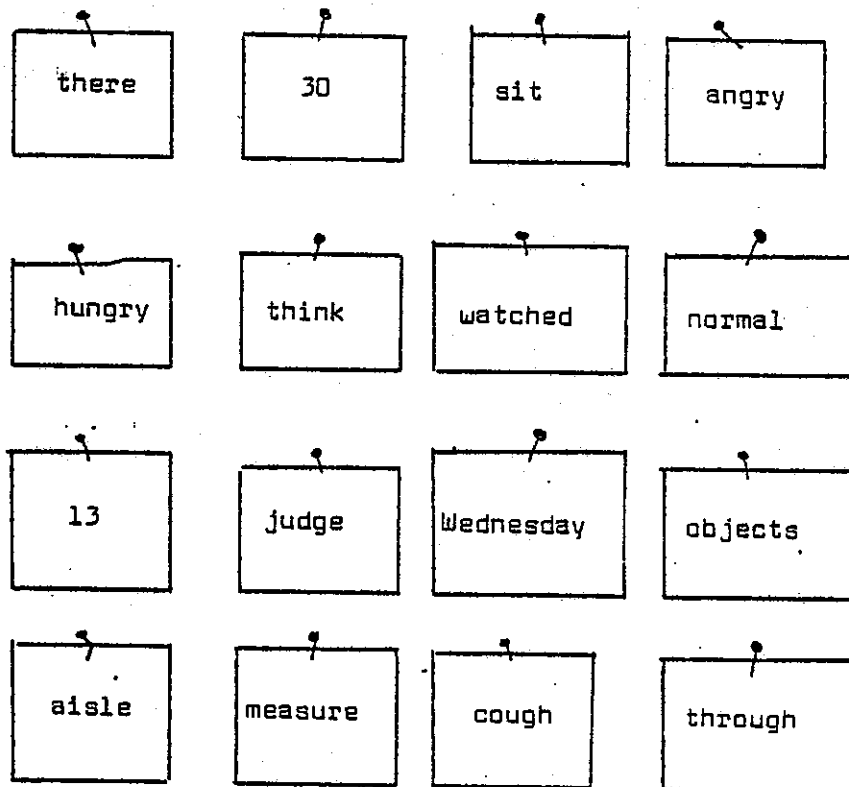 there 30 sit angry
hungry think watched normal
13 judge Wednesday objects
aisle measure cough through